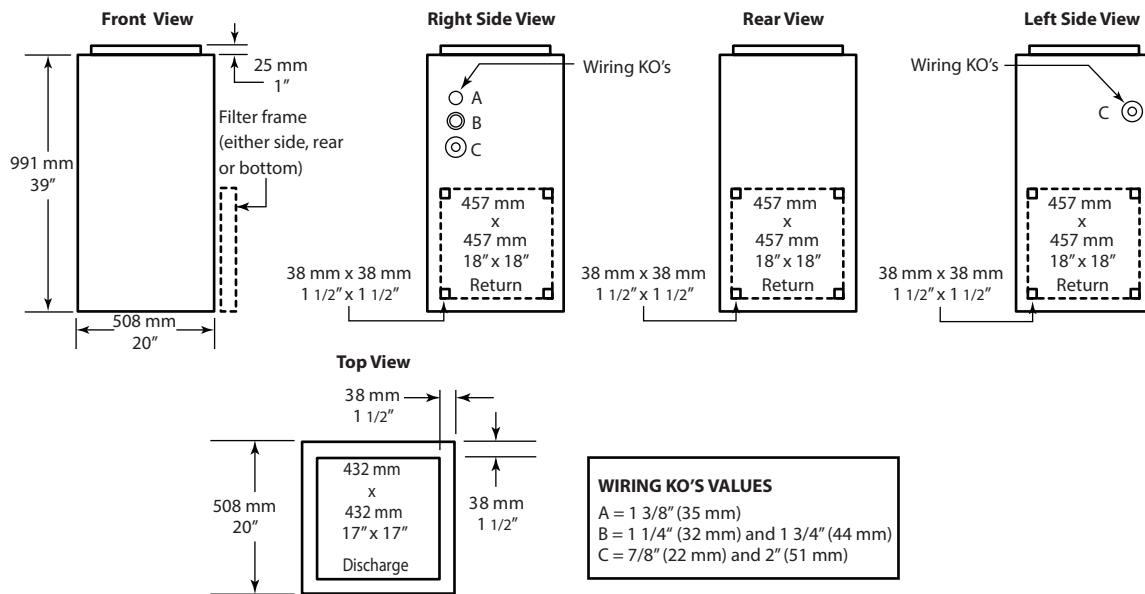 Front View
25 mm
1”
Filter frame
(either side, rear
or bottom)
991 mm
39”
508 mm
20”
Right Side View
Wiring KO's
A
B
C
457 mm
x
457 mm
18” x 18”
Return
38 mm x 38 mm
1 1/2” x 1 1/2”
Rear View
457 mm
x
457 mm
18” x 18”
Return
38 mm x 38 mm
1 1/2” x 1 1/2”
Left Side View
Wiring KO's
C
457 mm
x
457 mm
18” x 18”
Return
38 mm x 38 mm
1 1/2” x 1 1/2”
Top View
38 mm
1 1/2”
508 mm
20”
432 mm
x
432 mm
17” x 17”
Discharge
38 mm
1 1/2”
WIRING KO'S VALUES
A = 1 3/8” (35 mm)
B = 1 1/4” (32 mm) and 1 3/4” (44 mm)
C = 7/8” (22 mm) and 2” (51 mm)